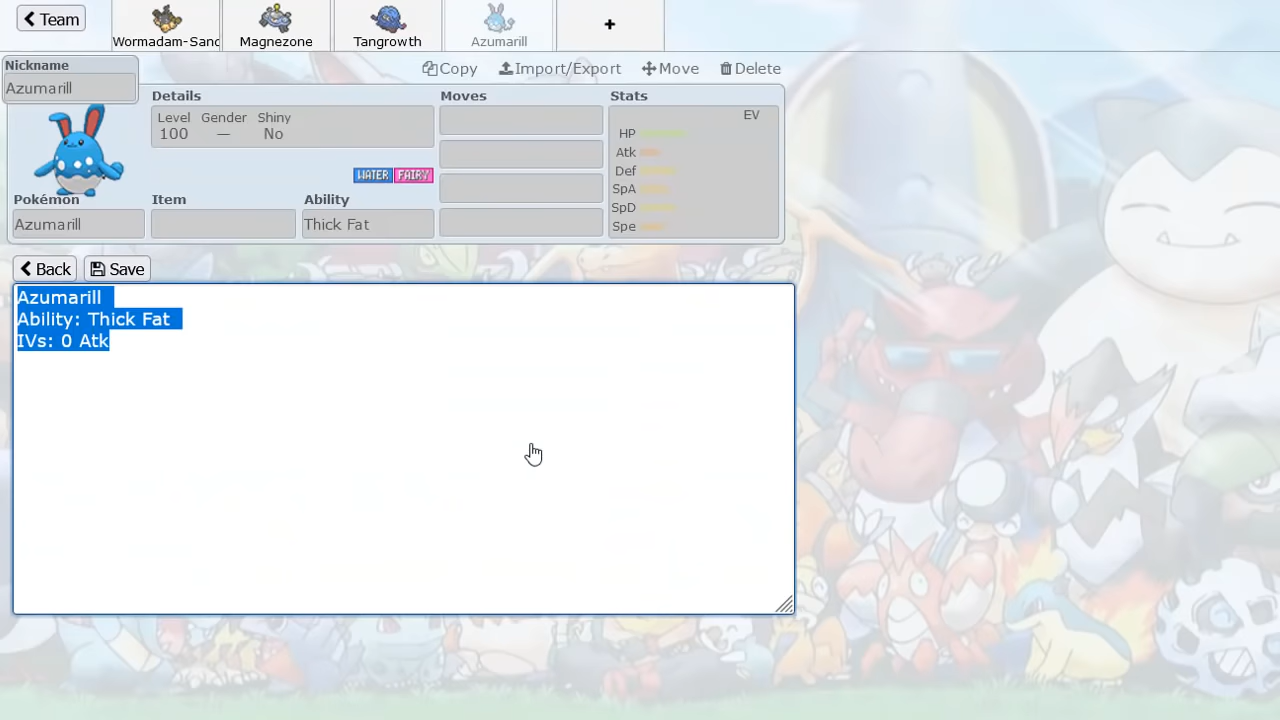 Team
Wormadam-Sand
Magnezone
Tangrowth
Azumarill
+
Nickname
Azumarill
Copy
Import/Export
Move
Delete
Details
Moves
Stats
Level
Gender
Shiny
100
—
No
EV
HP
Atk
Def
SpA
SpD
Spe
WATER
FAIRY
Pokémon
Item
Ability
Azumarill
Thick Fat
Back
Save
Azumarill
Ability: Thick Fat
IVs: 0 Atk